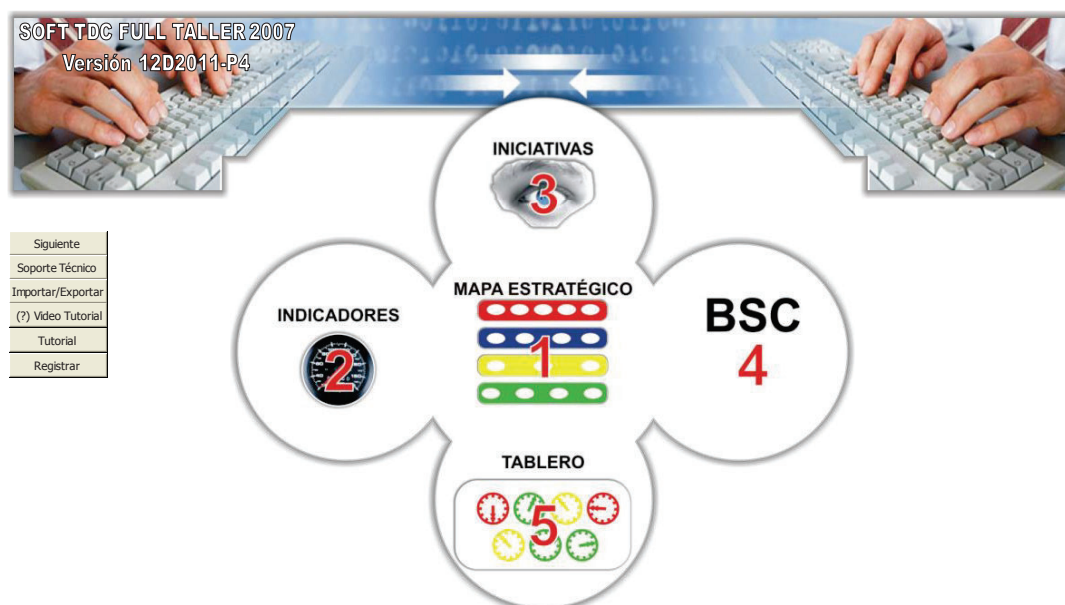 SOFT TDC FULL TALLER 2007
Versión 12D2011-P4
INICIATIVAS
3
Siguiente
Soporte Técnico
Importar/Exportar
(?) Video Tutorial
Tutorial
Registrar
INDICADORES
2
MAPA ESTRATÉGICO
1
BSC
4
TABLERO
5